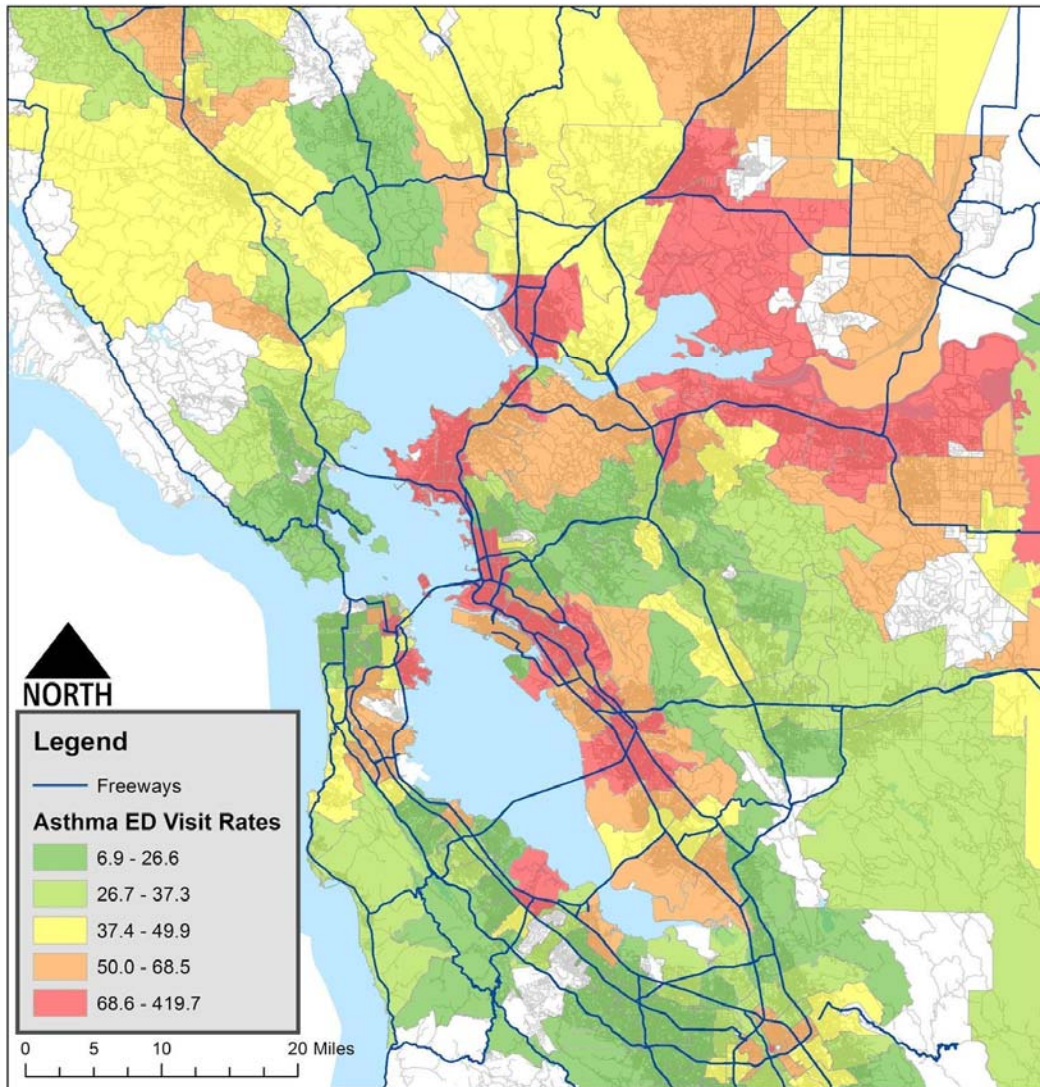 NORTH
Legend
Freeways
Asthma ED Visit Rates
6.9 - 26.6
26.7 - 37.3
37.4 - 49.9
50.0 - 68.5
68.6 - 419.7
0 5 10 20 Miles